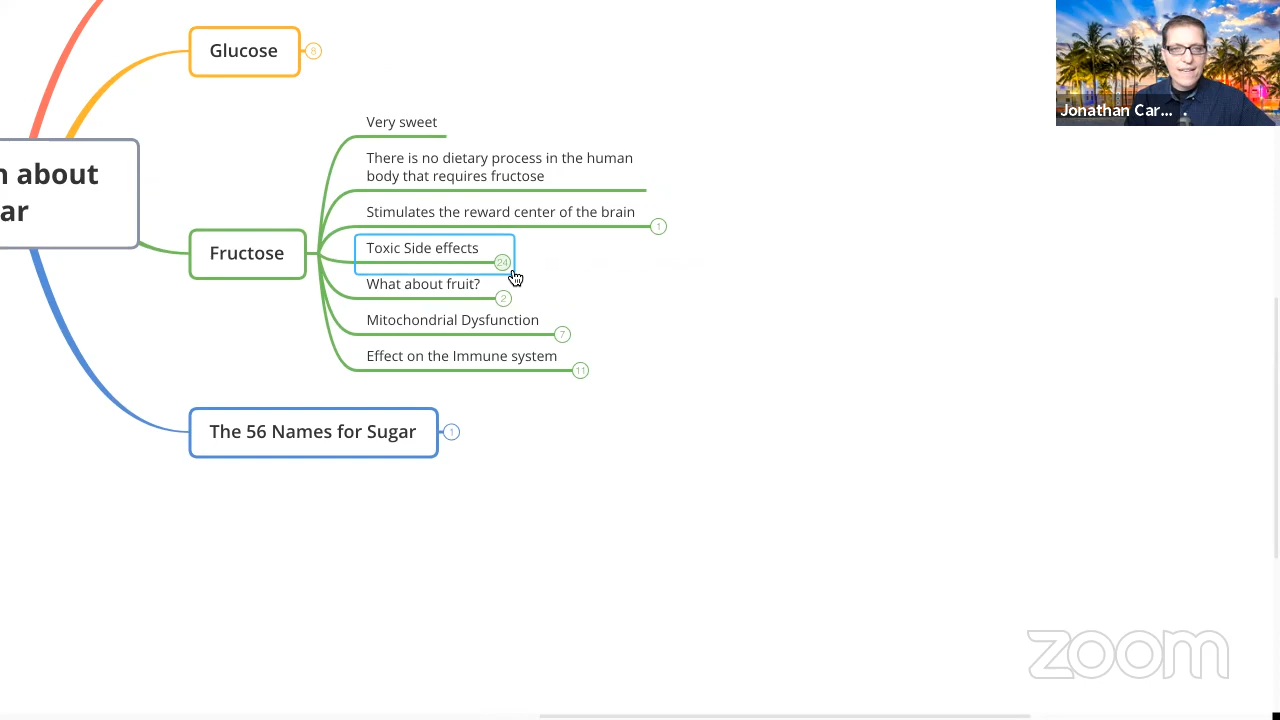 Glucose
8
Jonathan Car...
Very sweet
There is no dietary process in the human
body that requires fructose
n about
ar
Stimulates the reward center of the brain
1
Fructose
Toxic Side effects
24
What about fruit?
2
Mitochondrial Dysfunction
7
Effect on the Immune system
11
The 56 Names for Sugar
1
zoom